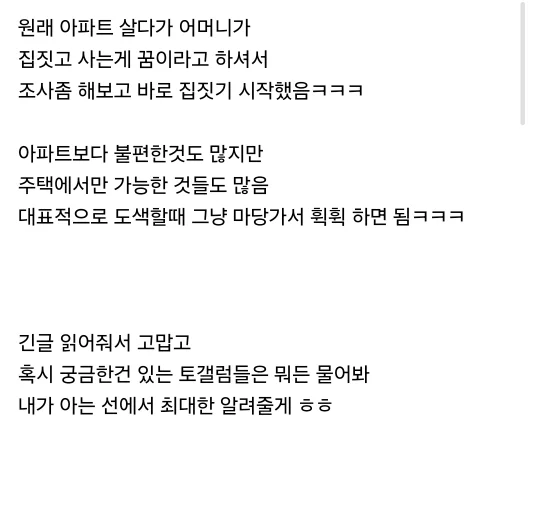 원래 아파트 살다가 어머니가
집짓고 사는게 꿈이라고 하셔서
조사좀 해보고 바로 집짓기 시작했음ㅋㅋㅋ
아파트보다 불편한것도 많지만
주택에서만 가능한 것들도 많음
대표적으로 도색할때 그냥 마당가서 휙휙 하면 됨ㅋㅋㅋ
긴글 읽어줘서 고맙고
혹시 궁금한건 있는 토갤럼들은 뭐든 물어봐
내가 아는 선에서 최대한 알려줄게 ㅎㅎ